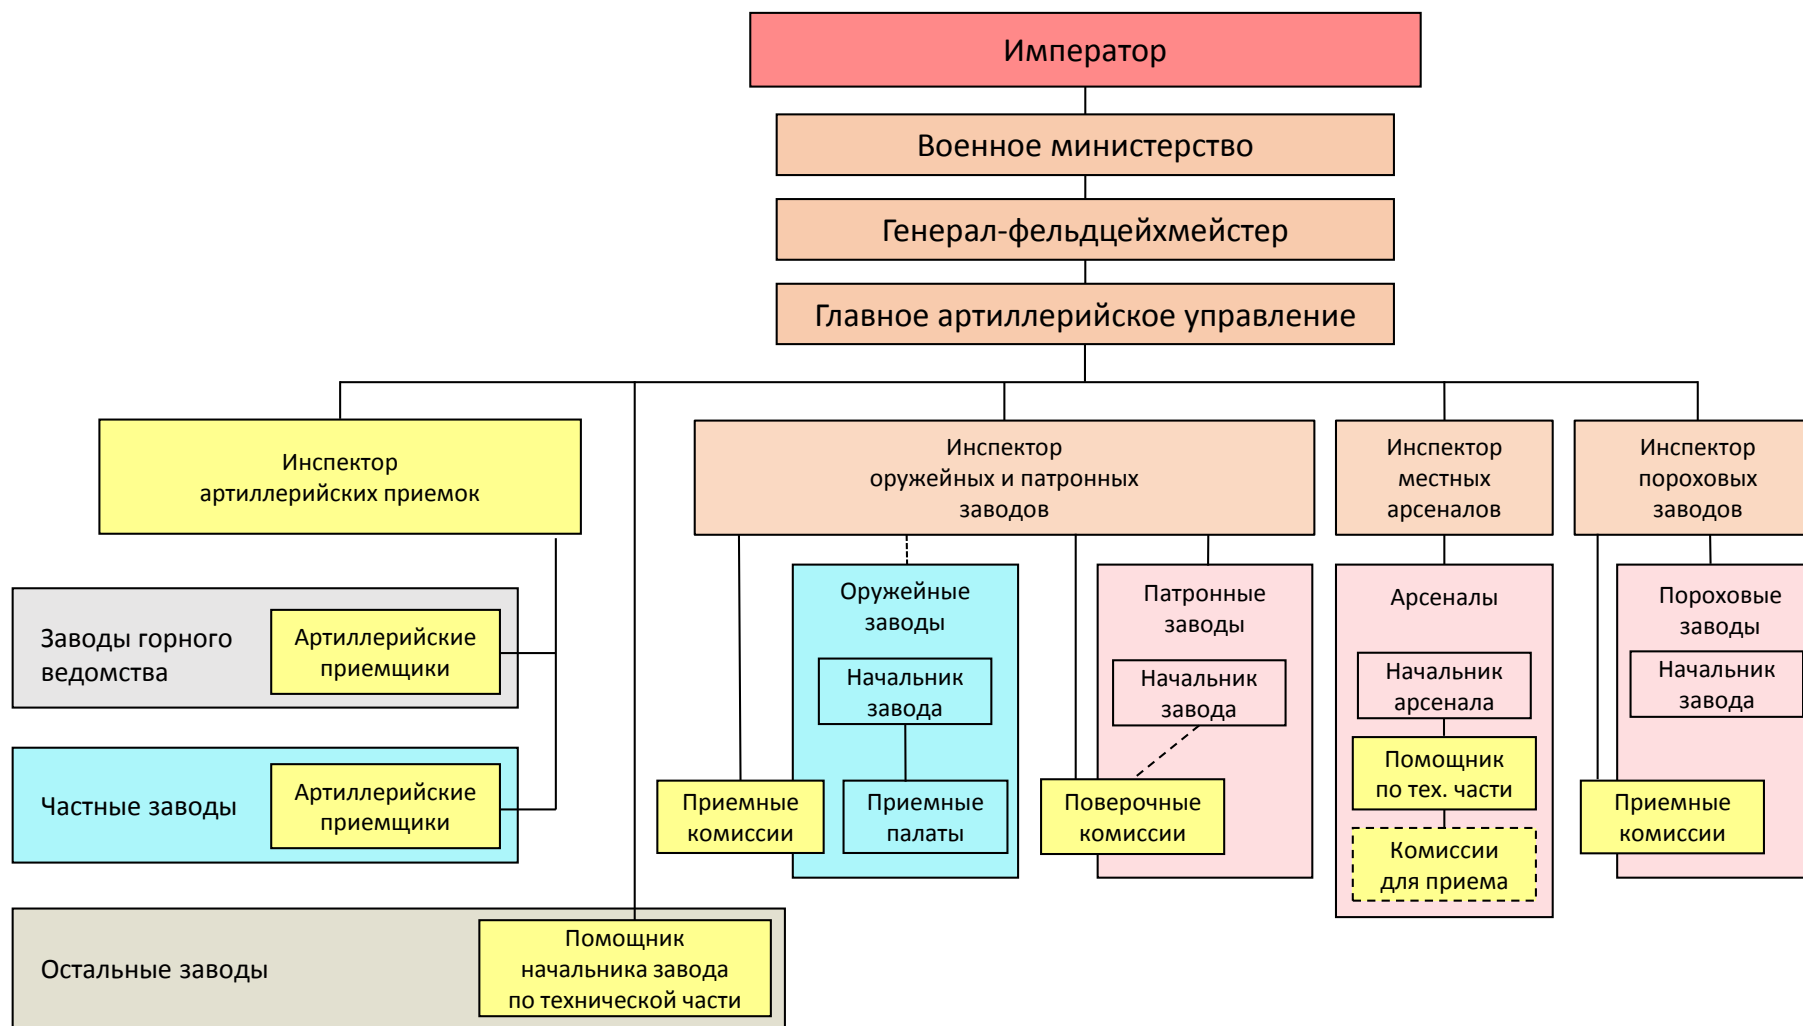 Император
Военное министерство
Генерал-фельдцейхмейстер
Главное артиллерийское управление
Инспектор
артиллерийских приемок
Инспектор
оружейных и патронных
заводов
Инспектор
местных
арсеналов
Инспектор
пороховых
заводов
Заводы горного
ведомства
Артиллерийские
приемщики
Частные заводы
Артиллерийские
приемщики
Остальные заводы
Помощник
начальника завода
по технической части
Приемные
комиссии
Оружейные
заводы
Начальник
завода
Приемные
палаты
Патронные
заводы
Начальник
завода
Поверочные
комиссии
Арсеналы
Начальник
арсенала
Помощник
по тех. части
Комиссии
для приема
Пороховые
заводы
Начальник
завода
Приемные
комиссии